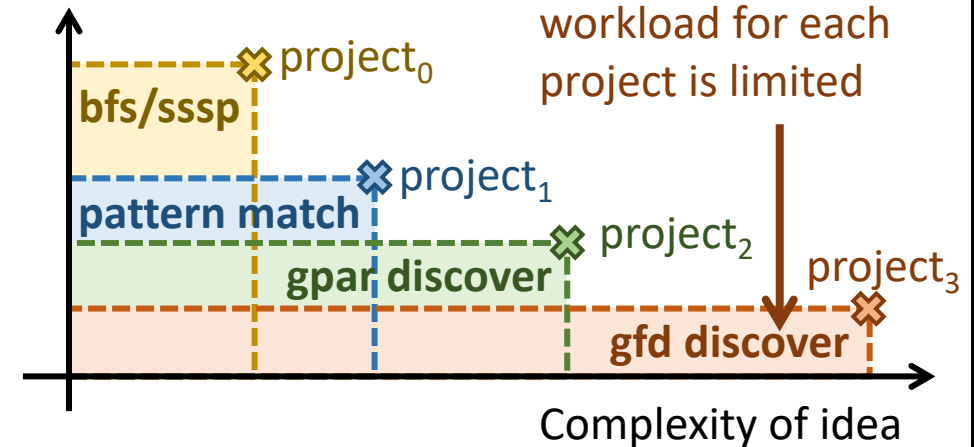 workload for each
project is limited
project₀
bfs/sssp
project₁
pattern match
project₂
gpar discover
project₃
gfd discover
Complexity of idea